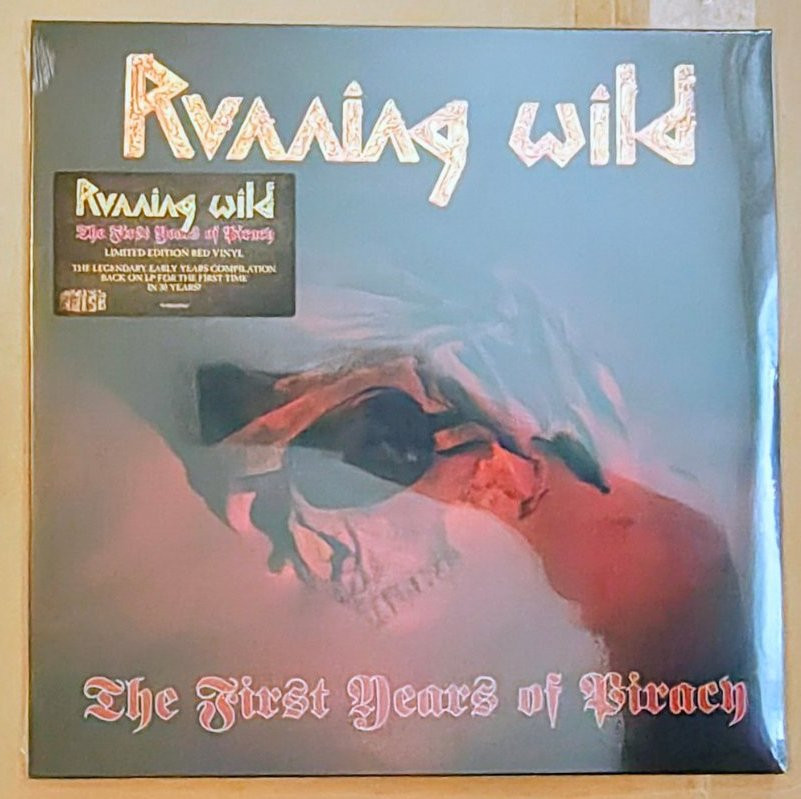 Running wild
Running wild
The First Years of Piracy
LIMITED EDITION RED VINYL
THE LEGENDARY EARLY YEARS COMPILATION
BACK ON LP FOR THE FIRST TIME
IN 30 YEARS!
The First Years of Piracy